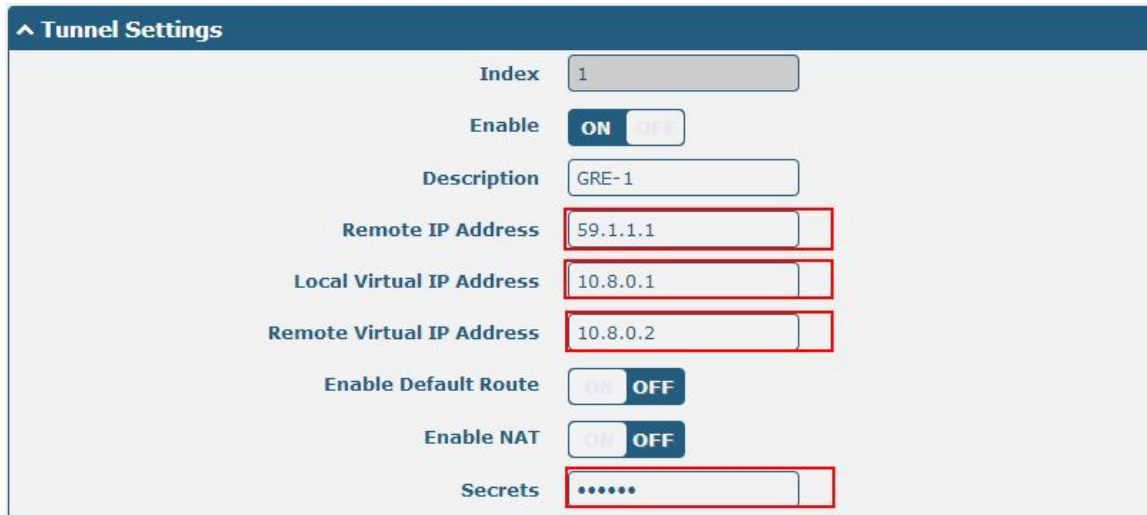 Tunnel Settings
Index 1
Enable ON OFF
Description GRE-1
Remote IP Address 59.1.1.1
Local Virtual IP Address 10.8.0.1
Remote Virtual IP Address 10.8.0.2
Enable Default Route ON OFF
Enable NAT ON OFF
Secrets ••••••